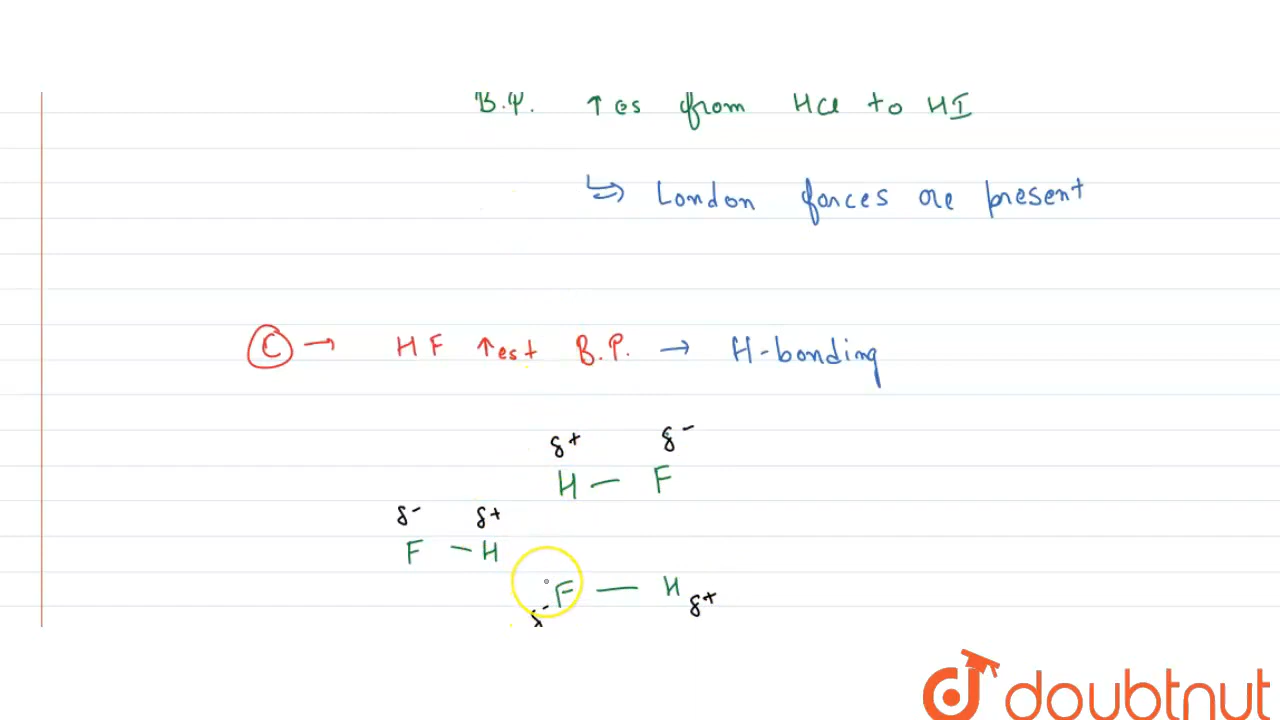 B.P. ↑es from HCl to HI
↳ London forces are present
C → HF ↑est B.P. → H-bonding
δ+ δ-
H — F
δ- δ+
F — H
F — H
δ- δ+
doubtnut